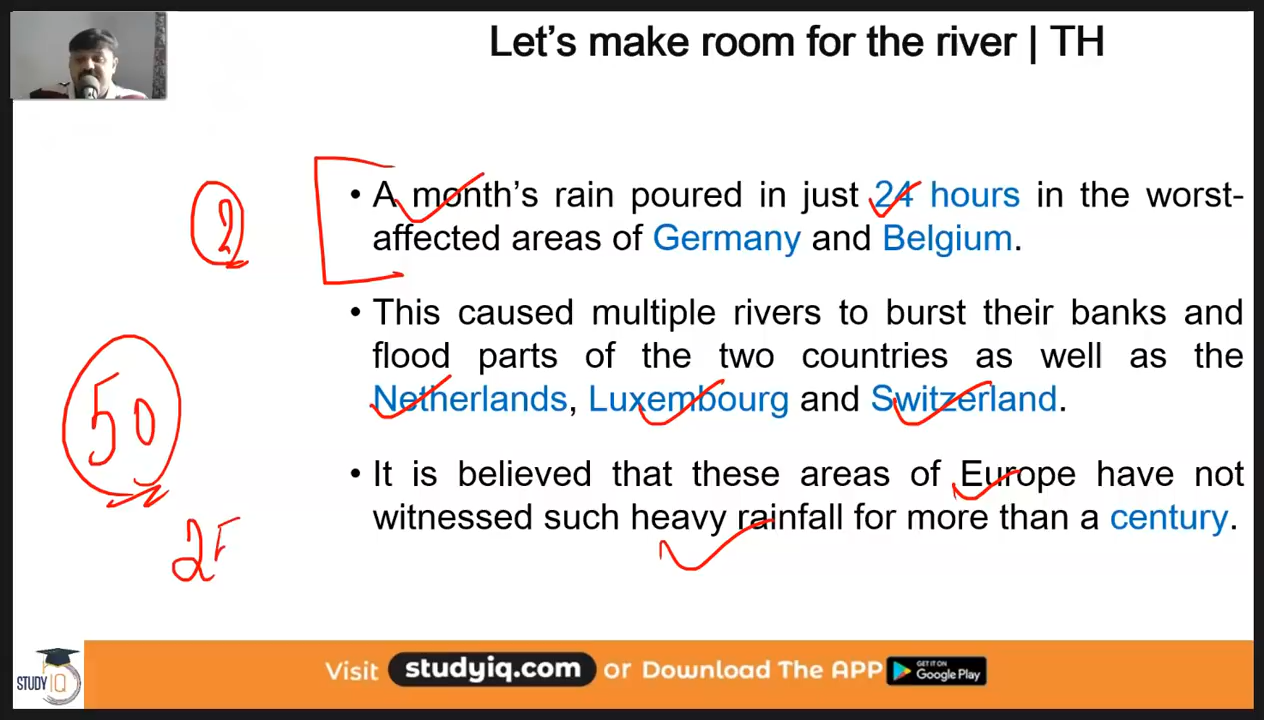 Let's make room for the river | TH
• A month's rain poured in just 24 hours in the worst-
affected areas of Germany and Belgium.
2
• This caused multiple rivers to burst their banks and
flood parts of the two countries as well as the
Netherlands, Luxembourg and Switzerland.
50
• It is believed that these areas of Europe have not
witnessed such heavy rainfall for more than a century.
STUDY IQ
Visit studyiq.com or Download The APP GET IT ON Google Play